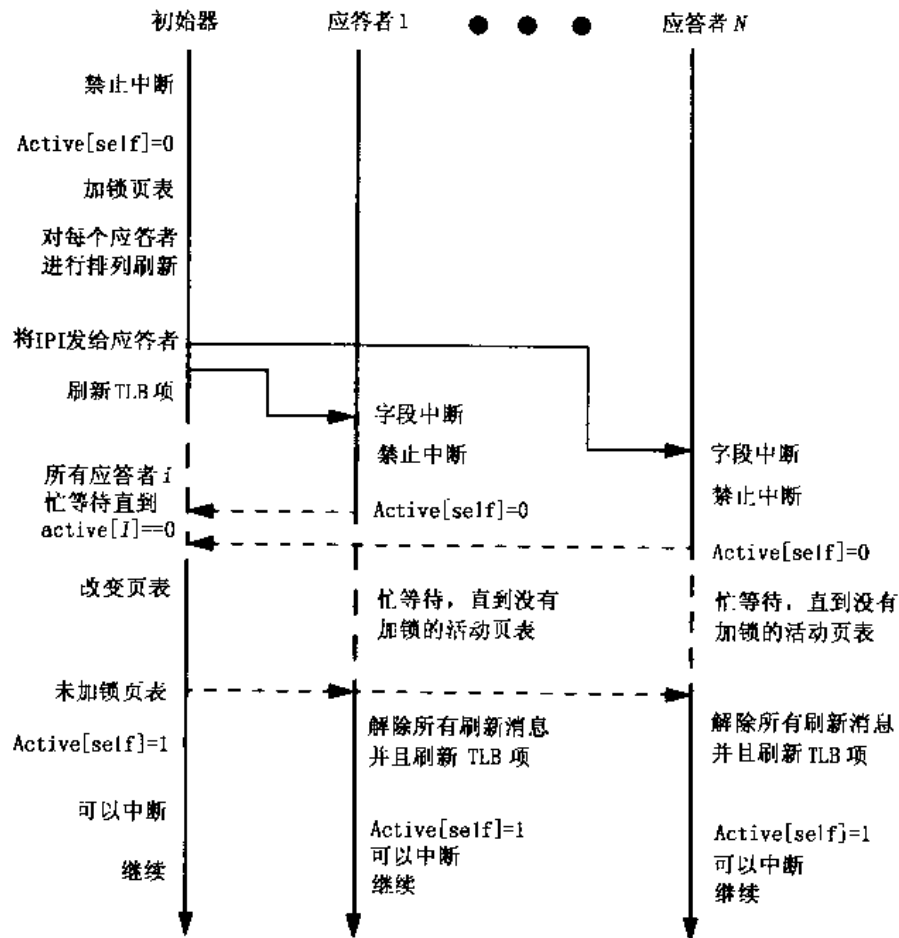 初始器
应答者 1
应答者 N
禁止中断
Active[self]=0
加锁页表
对每个应答者
进行排列刷新
将IPI发给应答者
刷新 TLB 项
字段中断
禁止中断
字段中断
禁止中断
所有应答者 i
忙等待直到
active[I]==0
Active[self]=0
Active[self]=0
改变页表
忙等待，直到没有
加锁的活动页表
忙等待，直到没有
加锁的活动页表
未加锁页表
Active[self]=1
解除所有刷新消息
并且刷新 TLB 项
解除所有刷新消息
并且刷新 TLB 项
可以中断
继续
Active[self]=1
可以中断
继续
Active[self}=1
可以中断
继续